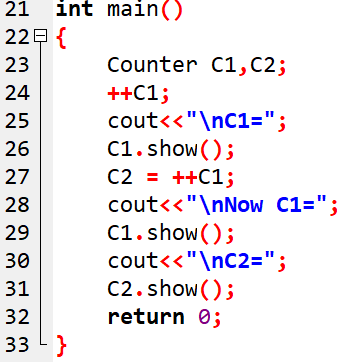 21 int main()
22 {
23 Counter C1,C2;
24 ++C1;
25 cout<<"\nC1=";
26 C1.show();
27 C2 = ++C1;
28 cout<<"\nNow C1=";
29 C1.show();
30 cout<<"\nC2=";
31 C2.show();
32 return 0;
33 }